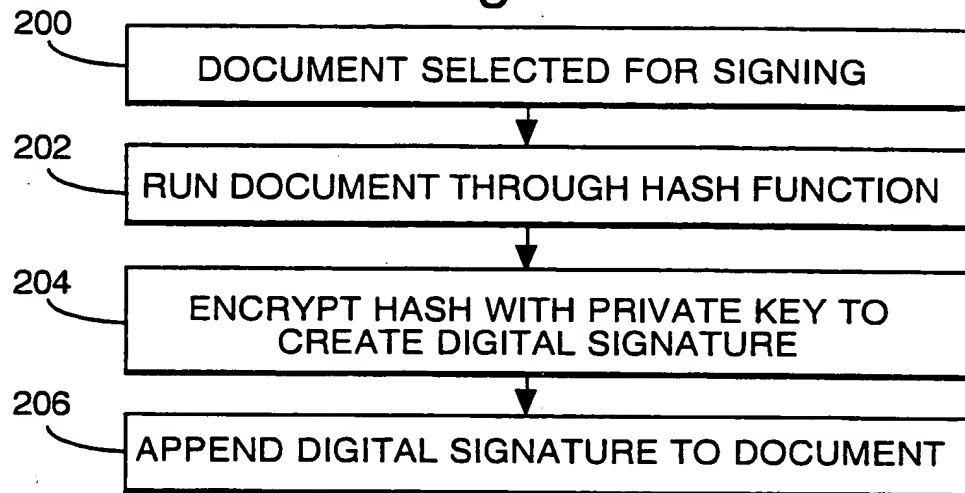 200
DOCUMENT SELECTED FOR SIGNING
202
RUN DOCUMENT THROUGH HASH FUNCTION
204
ENCRYPT HASH WITH PRIVATE KEY TO
CREATE DIGITAL SIGNATURE
206
APPEND DIGITAL SIGNATURE TO DOCUMENT